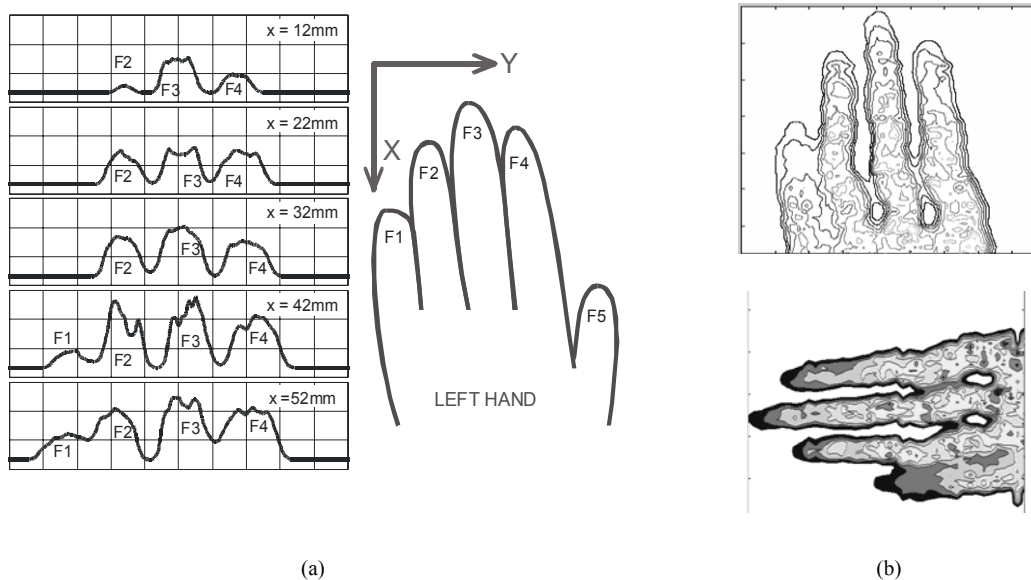 x = 12mm
F2
F3
F4
x = 22mm
F2
F3
F4
x = 32mm
F2
F3
F4
x = 42mm
F1
F2
F3
F4
x =52mm
F1
F2
F3
F4
Y
X
F3
F4
F2
F1
F5
LEFT HAND
(a)
(b)